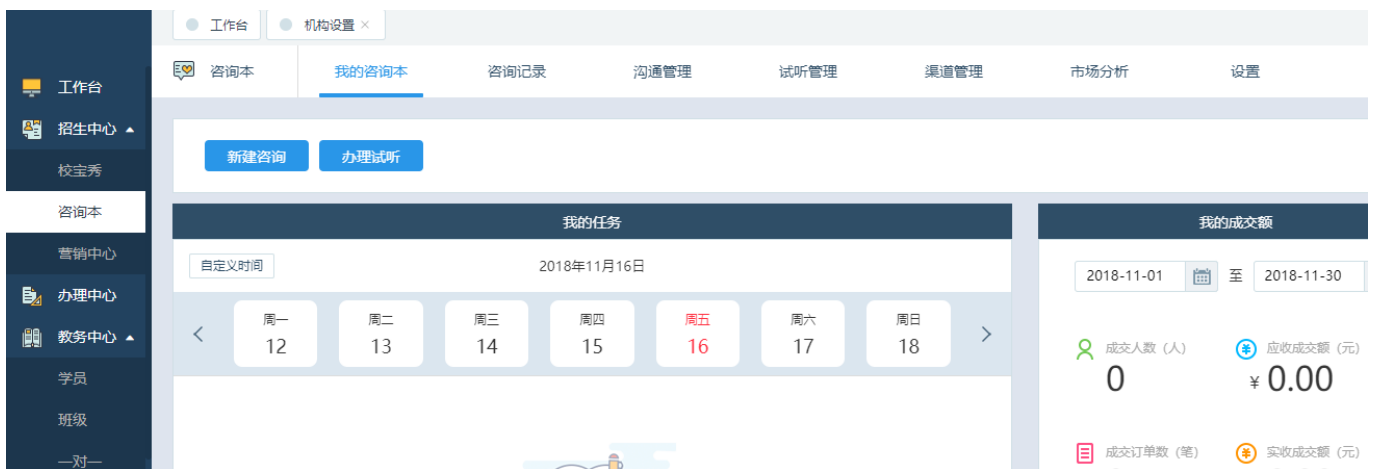 工作台
机构设置 ×
咨询本
我的咨询本
咨询记录
沟通管理
试听管理
渠道管理
市场分析
设置
工作台
招生中心
校宝秀
咨询本
营销中心
办理中心
教务中心
学员
班级
一对一
新建咨询
办理试听
我的任务
自定义时间
2018年11月16日
周一
12
周二
13
周三
14
周四
15
周五
16
周六
17
周日
18
我的成交额
2018-11-01 至 2018-11-30
成交人数（人）
0
应收成交额（元）
¥ 0.00
成交订单数（笔）
实收成交额（元）